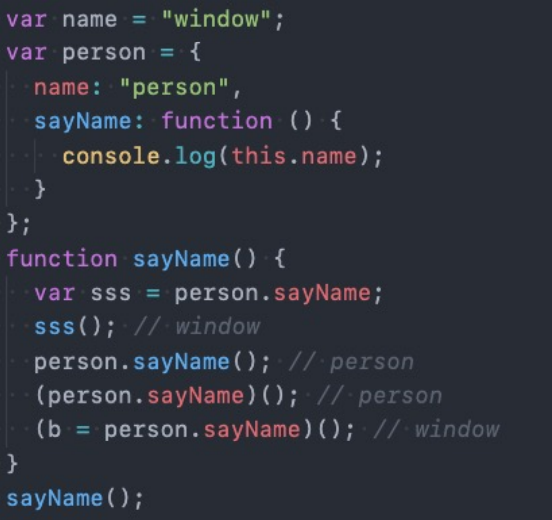 var name = "window";
var person = {
  name: "person",
  sayName: function () {
    console.log(this.name);
  }
};
function sayName() {
  var sss = person.sayName;
  sss(); // window
  person.sayName(); // person
  (person.sayName)(); // person
  (b = person.sayName)(); // window
}
sayName();